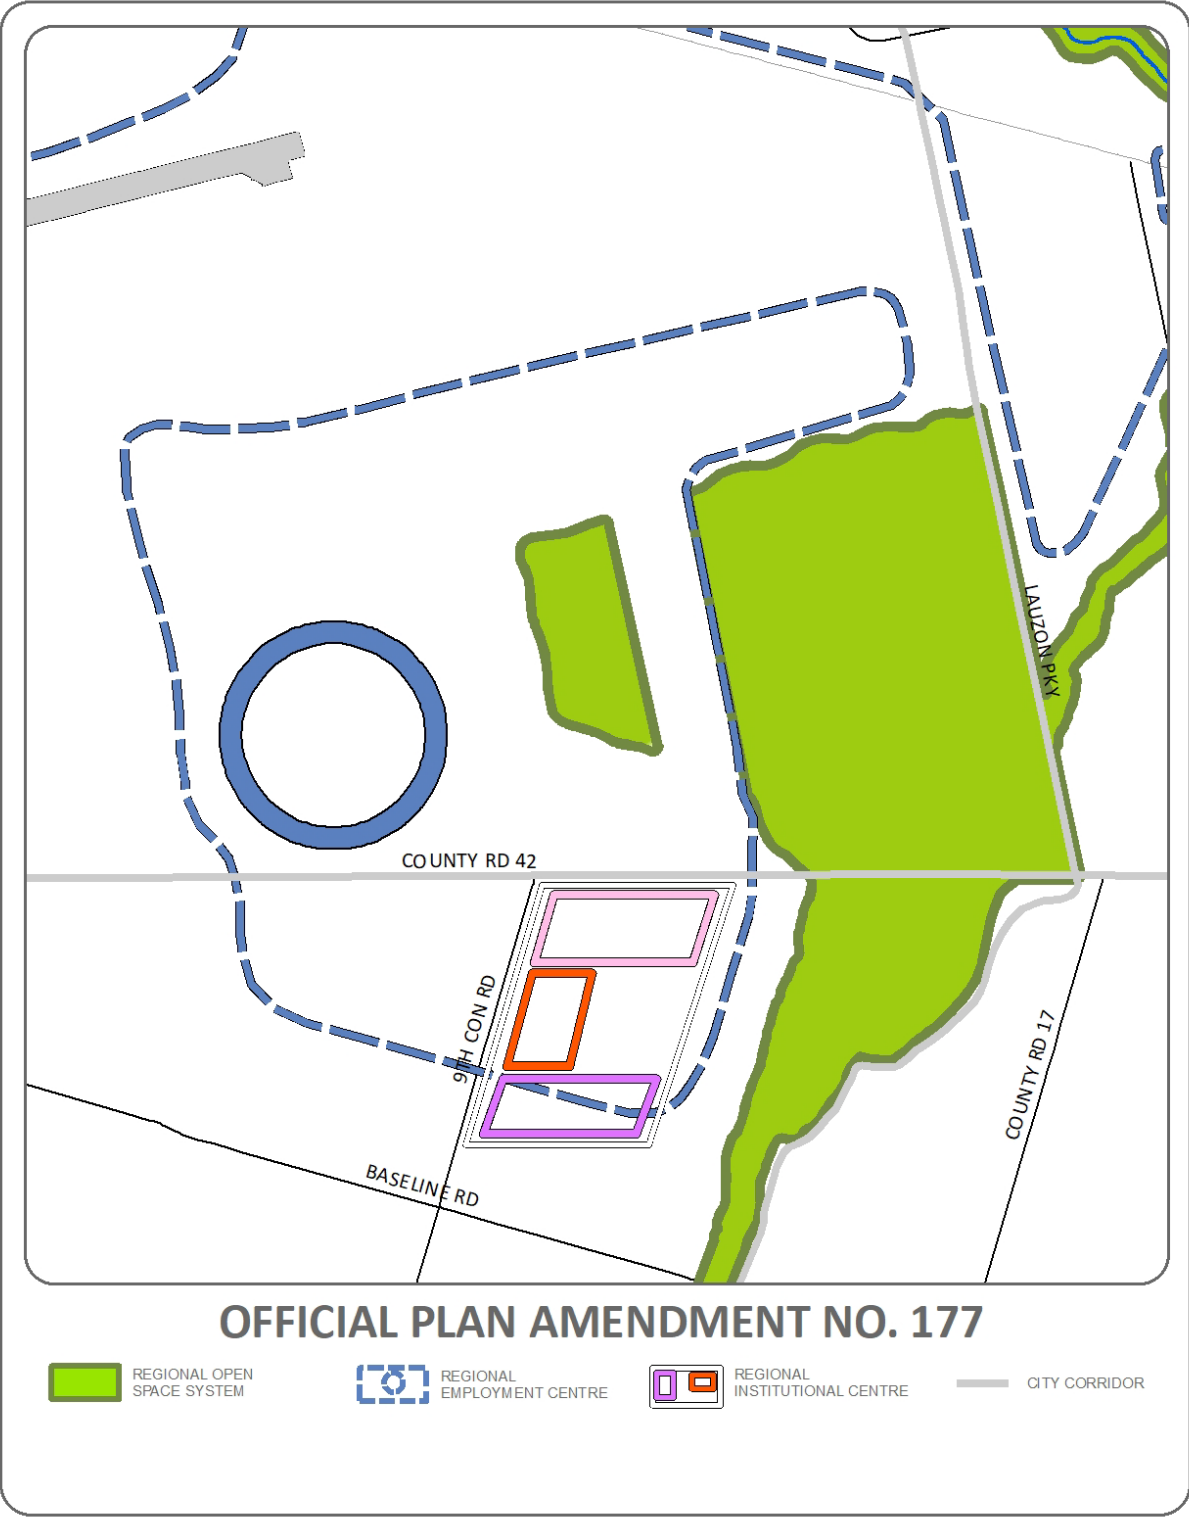 LAUZON PKY
COUNTY RD 42
9TH CON RD
COUNTY RD 17
BASELINE RD
OFFICIAL PLAN AMENDMENT NO. 177
REGIONAL OPEN
SPACE SYSTEM
REGIONAL
EMPLOYMENT CENTRE
REGIONAL
INSTITUTIONAL CENTRE
CITY CORRIDOR